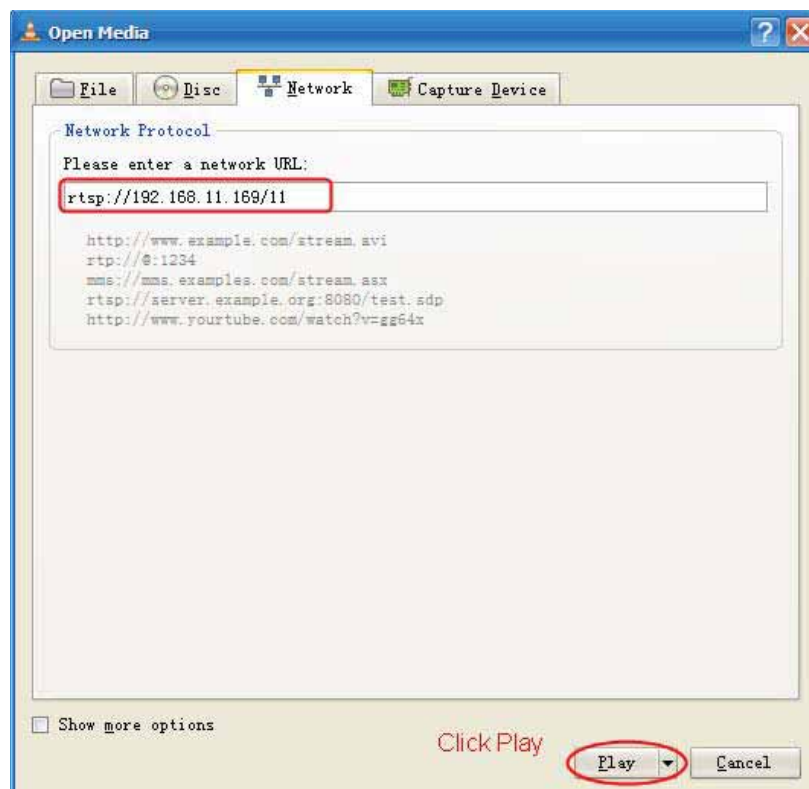 Open Media
File Disc Network Capture Device
Network Protocol
Please enter a network URL:
rtsp://192.168.11.169/11
http://www.example.com/stream.avi
rtp://@:1234
mms://mms.examples.com/stream.asx
rtsp://server.example.org:8080/test.sdp
http://www.yourtube.com/watch?v=gg64x
Show more options
Click Play
Play Cancel